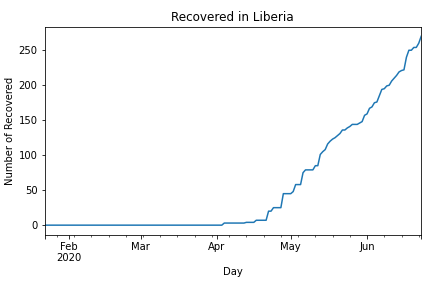 Recovered in Liberia
Number of Recovered
250
200
150
100
50
0
Feb
2020
Mar
Apr
May
Jun
Day